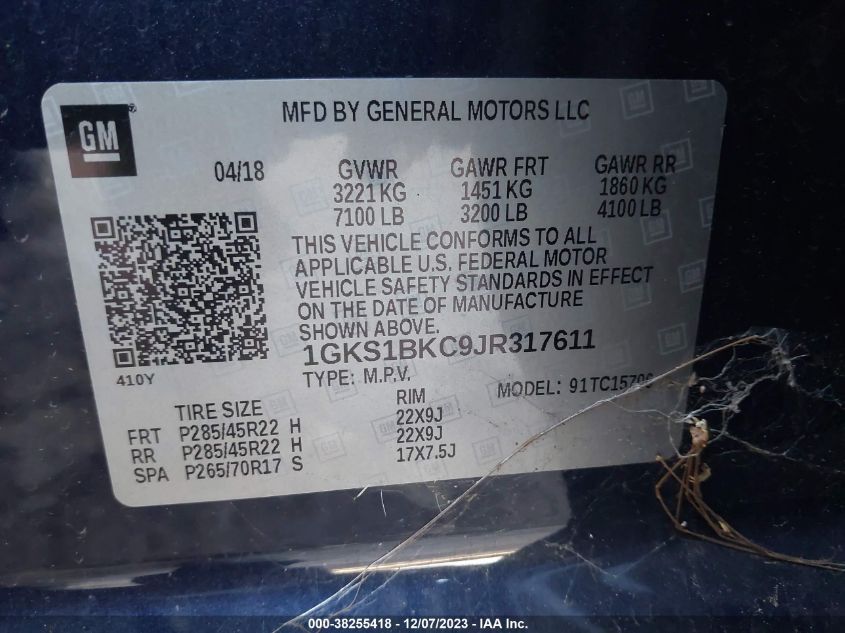 MFD BY GENERAL MOTORS LLC
GM
04/18 GVWR GAWR FRT GAWR RR
3221 KG 1451 KG 1860 KG
7100 LB 3200 LB 4100 LB
THIS VEHICLE CONFORMS TO ALL
APPLICABLE U.S. FEDERAL MOTOR
VEHICLE SAFETY STANDARDS IN EFFECT
ON THE DATE OF MANUFACTURE
SHOWN ABOVE.
1GKS1BKC9JR317611
410Y
TYPE: M.P.V. MODEL: 91TC15706
TIRE SIZE RIM
FRT P285/45R22 H 22X9J
RR P285/45R22 H 22X9J
SPA P265/70R17 S 17X7.5J
000-38255418 - 12/07/2023 - IAA Inc.